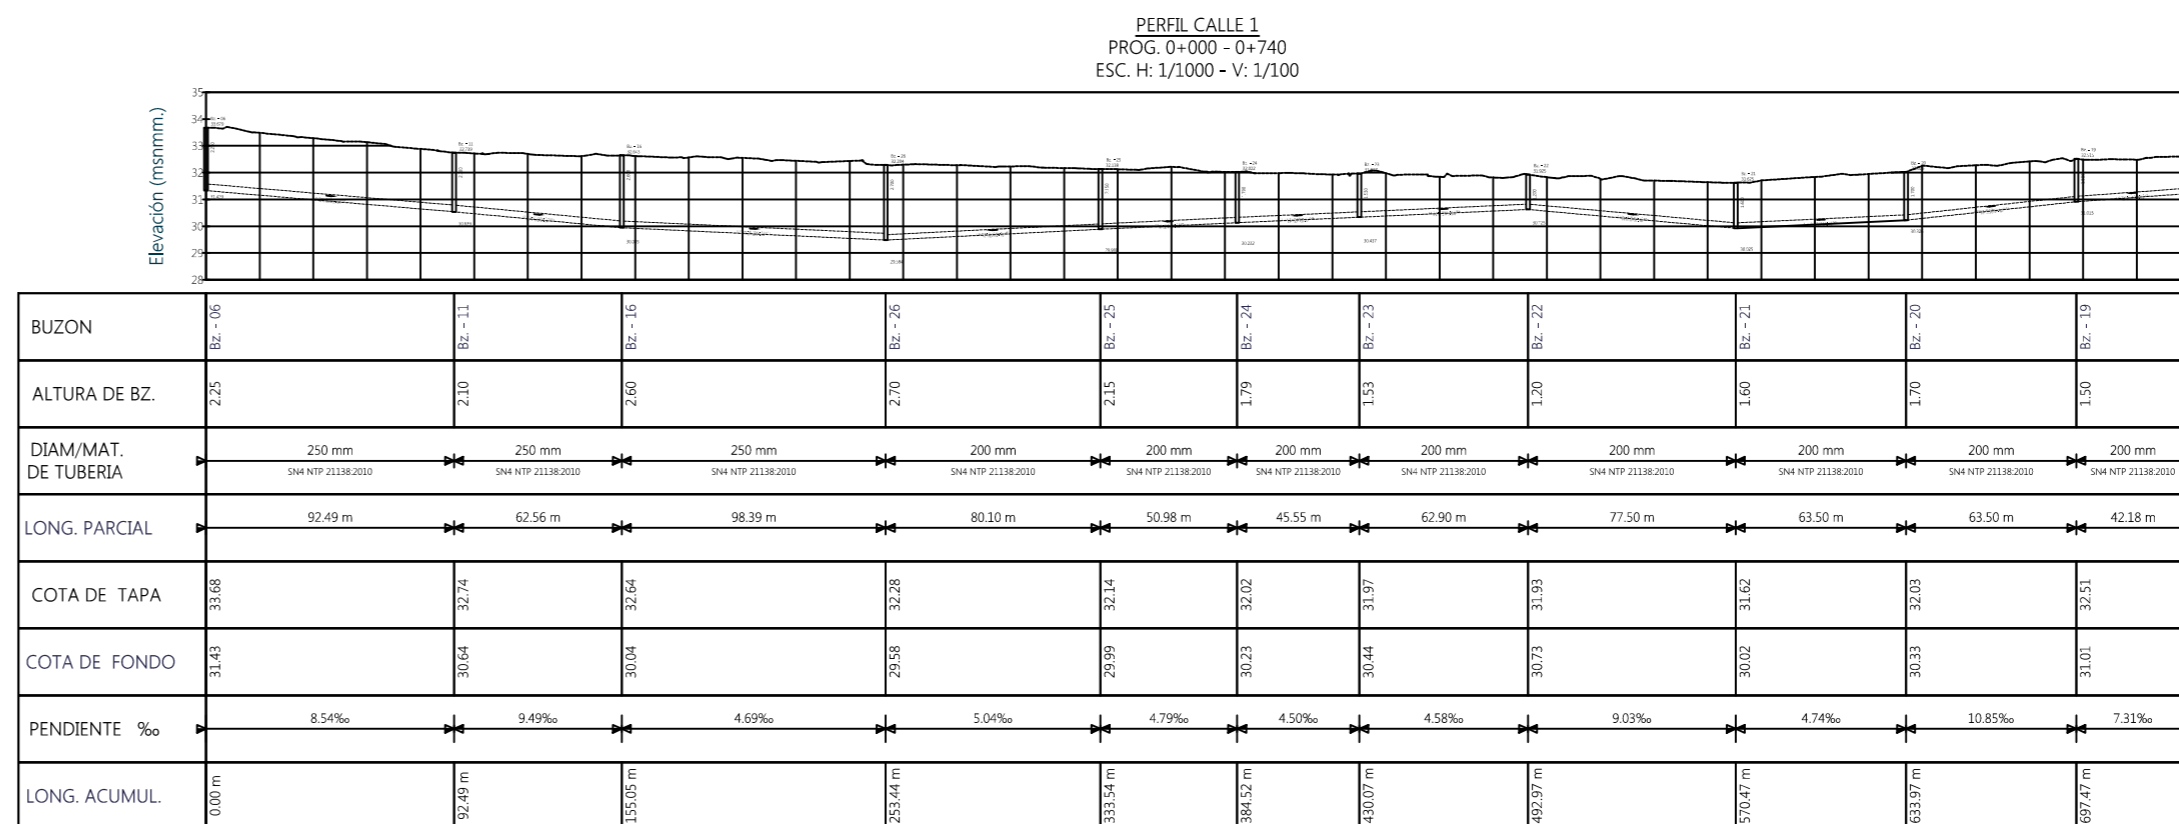 PERFIL CALLE 1
PROG. 0+000 - 0+740
ESC. H: 1/1000 - V: 1/100
Elevación (msnmm.)
35
34
33
32
31
30
29
28
BUZON
Bz. - 06 Bz. - 11 Bz. - 16 Bz. - 26 Bz. - 25 Bz. - 24 Bz. - 23 Bz. - 22 Bz. - 21 Bz. - 20 Bz. - 19
ALTURA DE BZ.
2.25 2.10 2.60 2.70 2.15 1.79 1.53 1.20 1.60 1.70 1.50
DIAM/MAT.
DE TUBERIA
250 mm 250 mm 250 mm 200 mm 200 mm 200 mm 200 mm 200 mm 200 mm 200 mm 200 mm
SN4 NTP 21138:2010 SN4 NTP 21138:2010 SN4 NTP 21138:2010 SN4 NTP 21138:2010 SN4 NTP 21138:2010 SN4 NTP 21138:2010 SN4 NTP 21138:2010 SN4 NTP 21138:2010 SN4 NTP 21138:2010 SN4 NTP 21138:2010 SN4 NTP 21138:2010
LONG. PARCIAL
92.49 m 62.56 m 98.39 m 80.10 m 50.98 m 45.55 m 62.90 m 77.50 m 63.50 m 63.50 m 42.18 m
COTA DE TAPA
33.68 32.74 32.64 32.28 32.14 32.02 31.97 31.93 31.62 32.03 32.51
COTA DE FONDO
31.43 30.64 30.04 29.58 29.99 30.23 30.44 30.73 30.02 30.33 31.01
PENDIENTE ‰
8.54‰ 9.49‰ 4.69‰ 5.04‰ 4.79‰ 4.50‰ 4.58‰ 9.03‰ 4.74‰ 10.85‰ 7.31‰
LONG. ACUMUL.
0.00 m 92.49 m 155.05 m 253.44 m 333.54 m 384.52 m 430.07 m 492.97 m 570.47 m 633.97 m 697.47 m